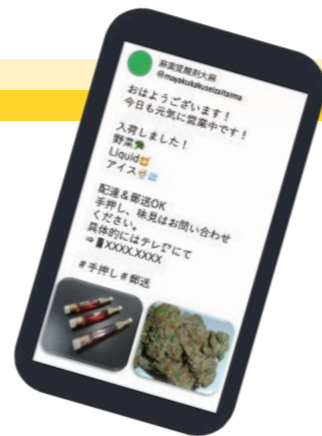 麻薬覚醒剤大麻
@mayakukakuseizaitaima
おはようございます！
今日も元気に営業中です！
入荷しました！
野菜🥦
Liquid🍯
アイス🍨🧊
配達＆郵送OK
手押し、味見はお問い合わせ
ください。
具体的にはテレグにて
⇒📱XXXX.XXXX
＃手押し＃郵送